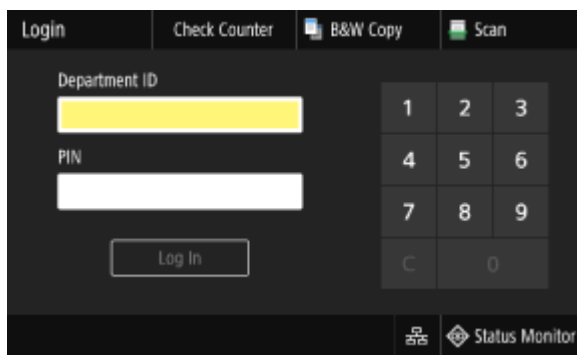 Login Check Counter B&W Copy Scan
Department ID
1 2 3
PIN
4 5 6
7 8 9
Log In
C 0
Status Monitor